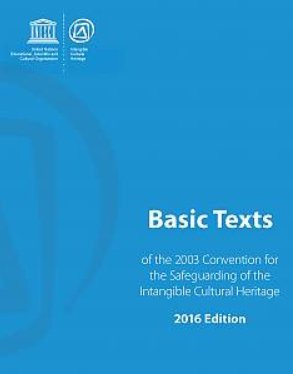 United Nations
Educational, Scientific and
Cultural Organization
Intangible
Cultural
Heritage
Basic Texts
of the 2003 Convention for
the Safeguarding of the
Intangible Cultural Heritage
2016 Edition